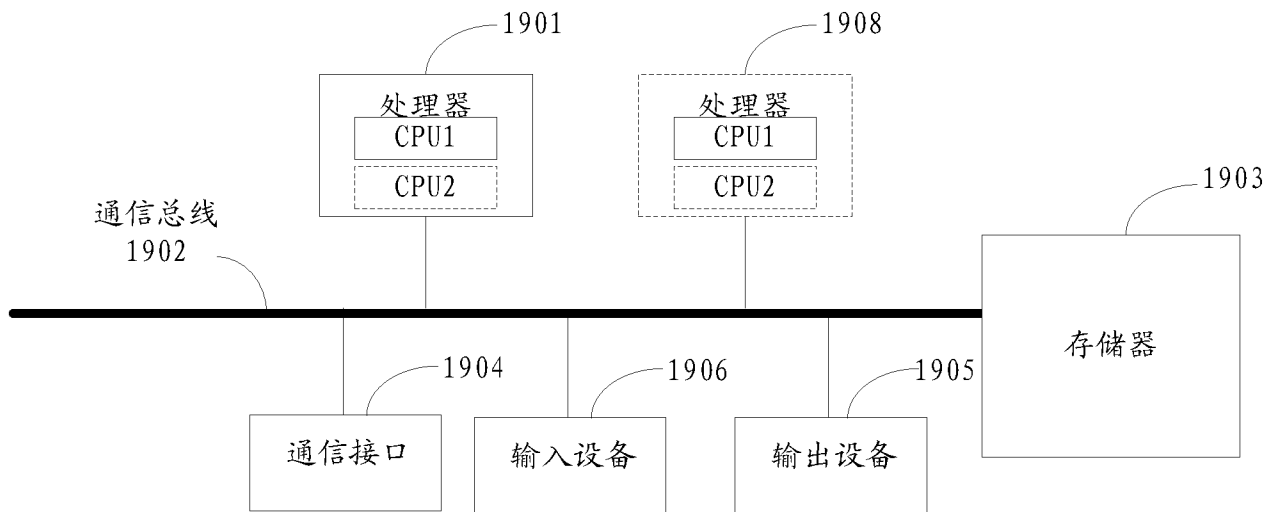 1901
1908
处理器
CPU1
CPU2
处理器
CPU1
CPU2
1903
通信总线
1902
存储器
1904
1906
1905
通信接口
输入设备
输出设备